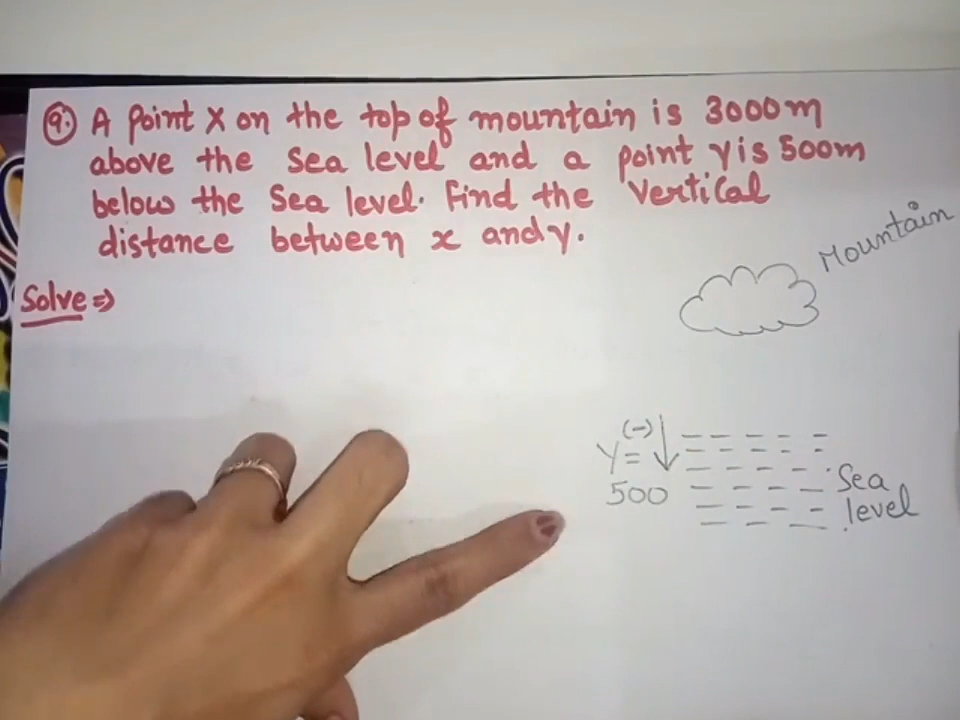 9. A point X on the top of mountain is 3000m
above the sea level and a point y is 500m
below the sea level. Find the vertical
distance between x and y.
Solve ⇒
Mountain
(-)
Y =
500
Sea
level